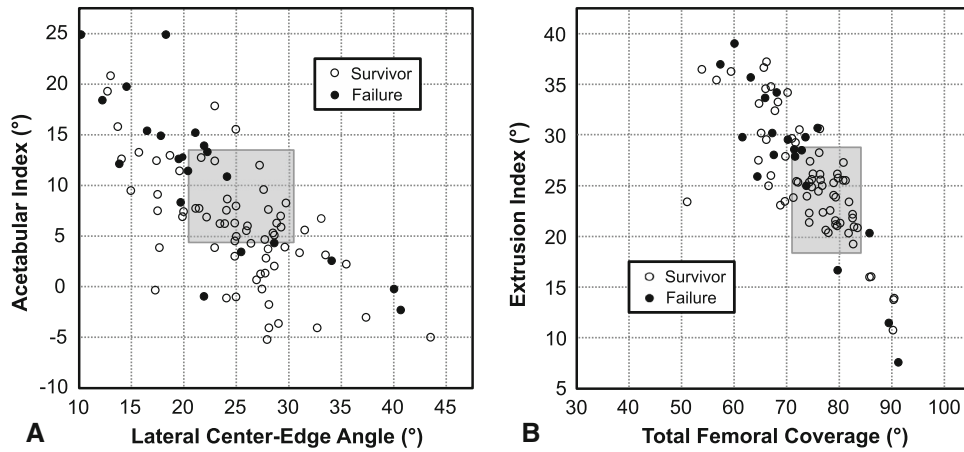 25
20
15
10
5
0
-5
-10
10 15 20 25 30 35 40 45
Acetabular Index (°)
Lateral Center-Edge Angle (°)
Survivor
Failure
A
40
35
30
25
20
15
10
5
30 40 50 60 70 80 90 100
Extrusion Index (°)
Total Femoral Coverage (°)
Survivor
Failure
B